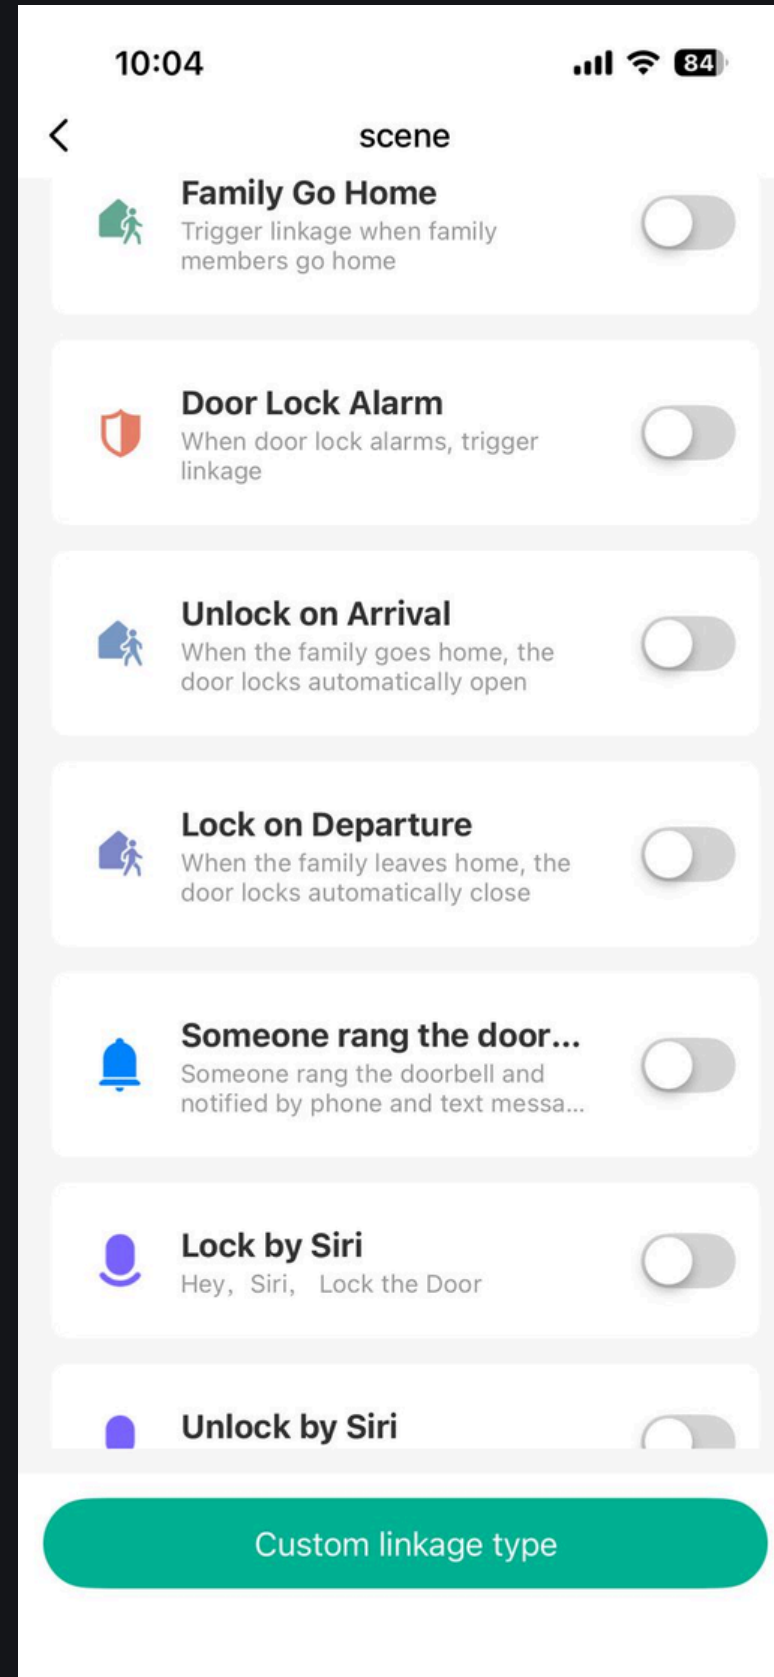 10:04
84
scene
Family Go Home
Trigger linkage when family
members go home
Door Lock Alarm
When door lock alarms, trigger
linkage
Unlock on Arrival
When the family goes home, the
door locks automatically open
Lock on Departure
When the family leaves home, the
door locks automatically close
Someone rang the door...
Someone rang the doorbell and
notified by phone and text messa...
Lock by Siri
Hey，Siri， Lock the Door
Unlock by Siri
Custom linkage type